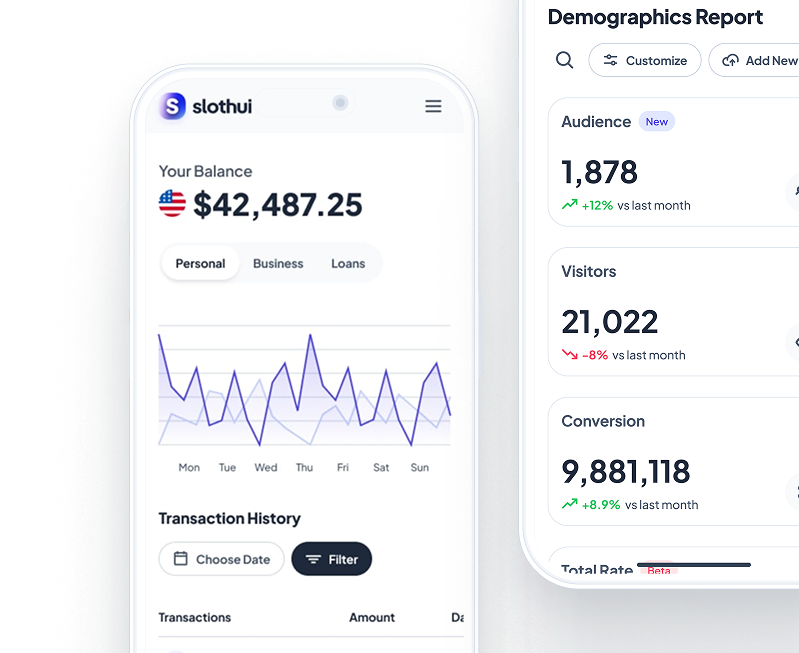 slothui
Your Balance
$42,487.25
Personal Business Loans
Mon Tue Wed Thu Fri Sat Sun
Transaction History
Choose Date Filter
Transactions Amount Da
Demographics Report
Customize Add New
Audience New
1,878
+12% vs last month
Visitors
21,022
-8% vs last month
Conversion
9,881,118
+8.9% vs last month
Total Rate Beta